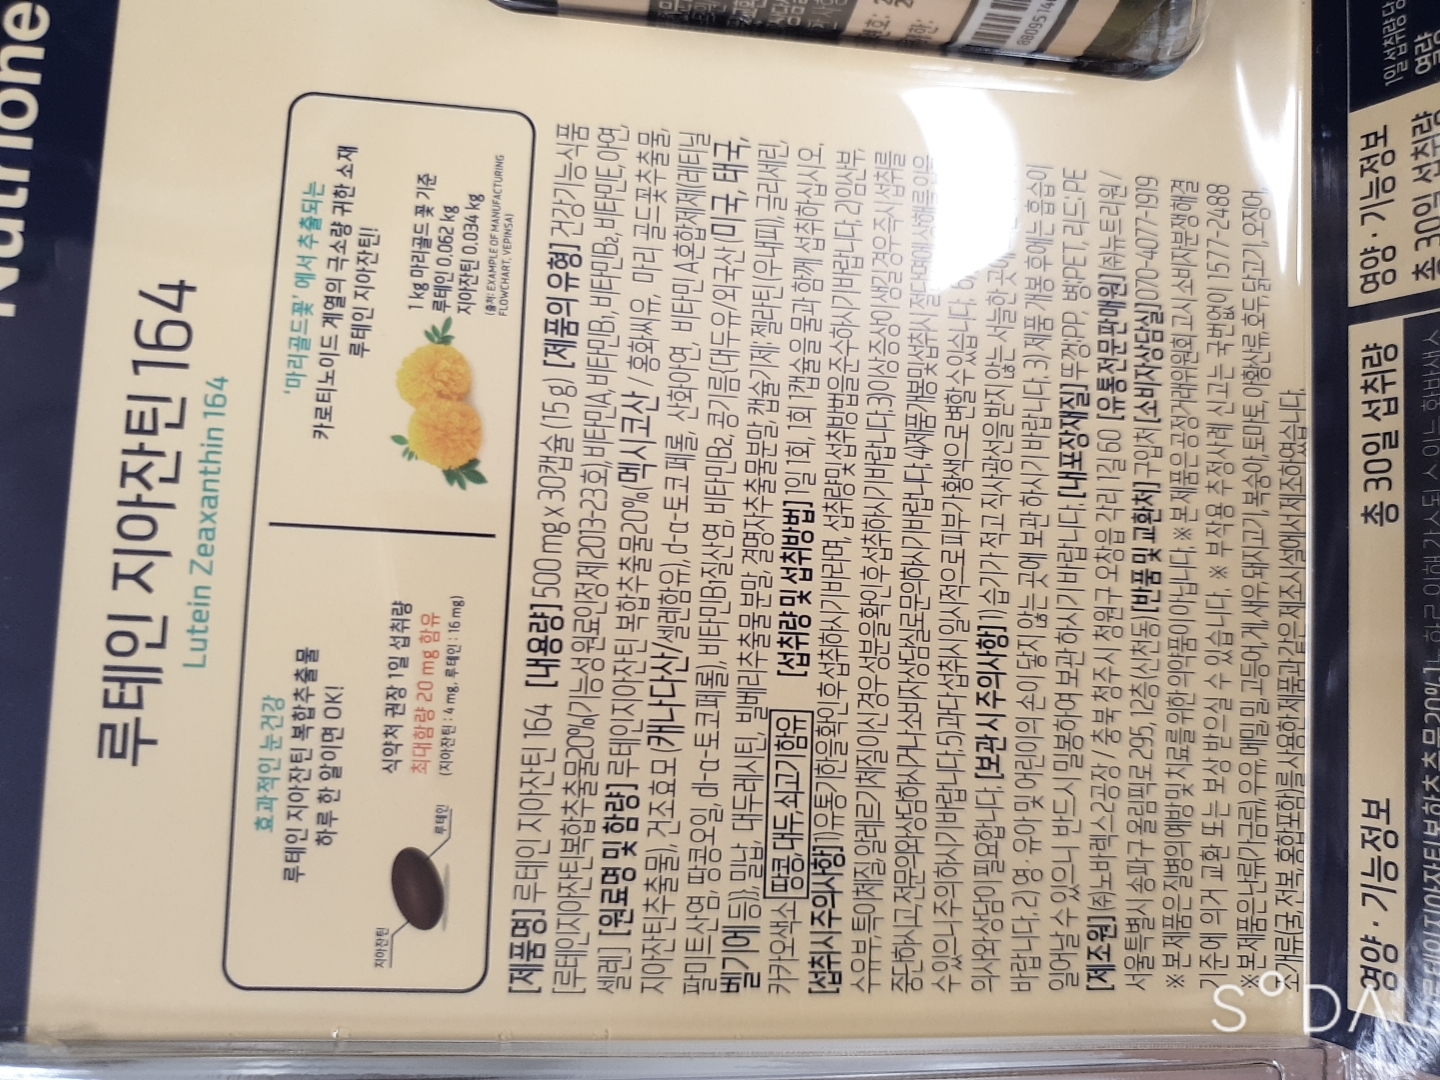 Nutrione
루테인 지아잔틴 164
Lutein Zeaxanthin 164
효과적인 눈건강
루테인 지아잔틴 복합추출물
하루 한 알이면 OK!
지아잔틴
루테인
식약처 권장 1일 섭취량
최대함량 20 mg 함유
(지아잔틴 : 4 mg, 루테인 : 16 mg)
'마리골드꽃' 에서 추출되는
카로티노이드 계열의 극소량 귀한 소재
루테인 지아잔틴!
1 kg 마리골드 꽃 기준
루테인 0.062 kg
지아잔틴 0.034 kg
(출처: EXAMPLE OF MANUFACTURING
FLOWCHART, VEPINSA)
[제품명] 루테인 지아잔틴 164 [내용량] 500 mg x 30캡슐 (15 g) [제품의 유형] 건강기능식품
[루테인지아잔틴복합추출물20%(기능성원료인정제2013-23호), 비타민A, 비타민B1, 비타민B2, 비타민E, 아연,
셀렌] [원료명 및 함량] 루테인지아잔틴 복합추출물20%(멕시코산 / 홍화씨유, 마리골드꽃추출물,
지아잔틴추출물), 건조효모 (캐나다산/셀렌함유), d-α-토코페롤, 산화아연, 비타민A혼합제제(레티닐
팔미트산염, 땅콩오일, dl-α-토코페롤), 비타민B1질산염, 비타민B2, 콩기름{대두유/외국산(미국, 태국,
벨기에 등)}, 밀납, 대두레시틴, 빌베리추출물 분말, 결명자추출물분말, 캡슐기제: 젤라틴(우내피), 글리세린,
카카오색소 땅콩, 대두, 쇠고기 함유 [섭취량 및 섭취방법] 1일 1회, 1회 1캡슐을 물과 함께 섭취하십시오.
[섭취시 주의사항] 1)유통기한을 확인 후 섭취하시기 바라며, 섭취량 및 섭취방법을 준수하시기 바랍니다. 2)임산부,
수유부, 특이체질, 알레르기체질이신 경우 성분을 확인 후 섭취하시기 바랍니다. 3)이상증상이 생길 경우 즉시 섭취를
중단하시고, 전문의와 상담하시거나 소비자상담실로 문의하시기 바랍니다. 4)제품개봉 및 섭취시 절단면에 상해를 입을
수 있으니 주의하시기 바랍니다. 5)과다 섭취시 일시적으로 피부가 황색으로 변할 수 있습니다. 6)
의사와 상담이 필요합니다. [보관 시 주의사항] 1) 습기가 적고 직사광선을 받지 않는 서늘한 곳에
바랍니다. 2) 영·유아 및 어린이의 손이 닿지 않는 곳에 보관 하시기 바랍니다. 3) 제품 개봉 후에는 흡습이
일어날 수 있으니 반드시 밀봉하여 보관 하시기 바랍니다. [내포장재질] 뚜껑:PP, 병:PET, 리드: PE
[제조원] ㈜노바렉스2공장 / 충북 청주시 청원구 오창읍 각리 1길 60 [유통전문판매원] ㈜뉴트리원 /
서울특별시 송파구 올림픽로 295, 12층(신천동) [반품 및 교환처] 구입처 [소비자상담실] 070-4077-1919
※ 본 제품은 질병의 예방 및 치료를 위한 의약품이 아닙니다. ※ 본 제품은 공정거래위원회 고시 소비자분쟁해결
기준에 의거 교환 또는 보상 받으실 수 있습니다. ※ 부작용 추정사례 신고는 국번없이 1577-2488
※ 본 제품은 난류(가금류), 우유, 메밀, 밀, 고등어, 게, 새우, 돼지고기, 복숭아, 토마토, 아황산류, 호두, 닭고기, 오징어,
조개류(굴, 전복, 홍합포함)를 사용한 제품과 같은 제조시설에서 제조하였습니다.
영양 · 기능정보 총 30일 섭취량
[루테인지아잔틴복합추출물20%]
영양 · 기능정보
총 30일 섭취량
1일 섭취량 당
열량